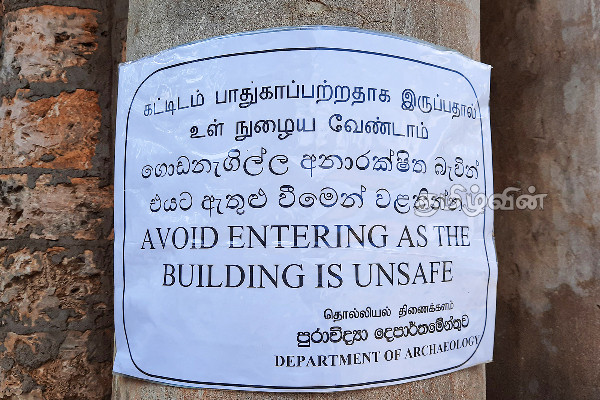 கட்டிடம் பாதுகாப்பற்றதாக இருப்பதால்
உள் நுழைய வேண்டாம்
ගොඩනැගිල්ල අනාරක්ෂිත බැවින්
එයට ඇතුළු වීමෙන් වළකින්න
தமிழ்வின்
AVOID ENTERING AS THE
BUILDING IS UNSAFE
தொல்லியல் திணைக்களம்
පුරාවිද්‍යා දෙපාර්තමේන්තුව
DEPARTMENT OF ARCHAEOLOGY